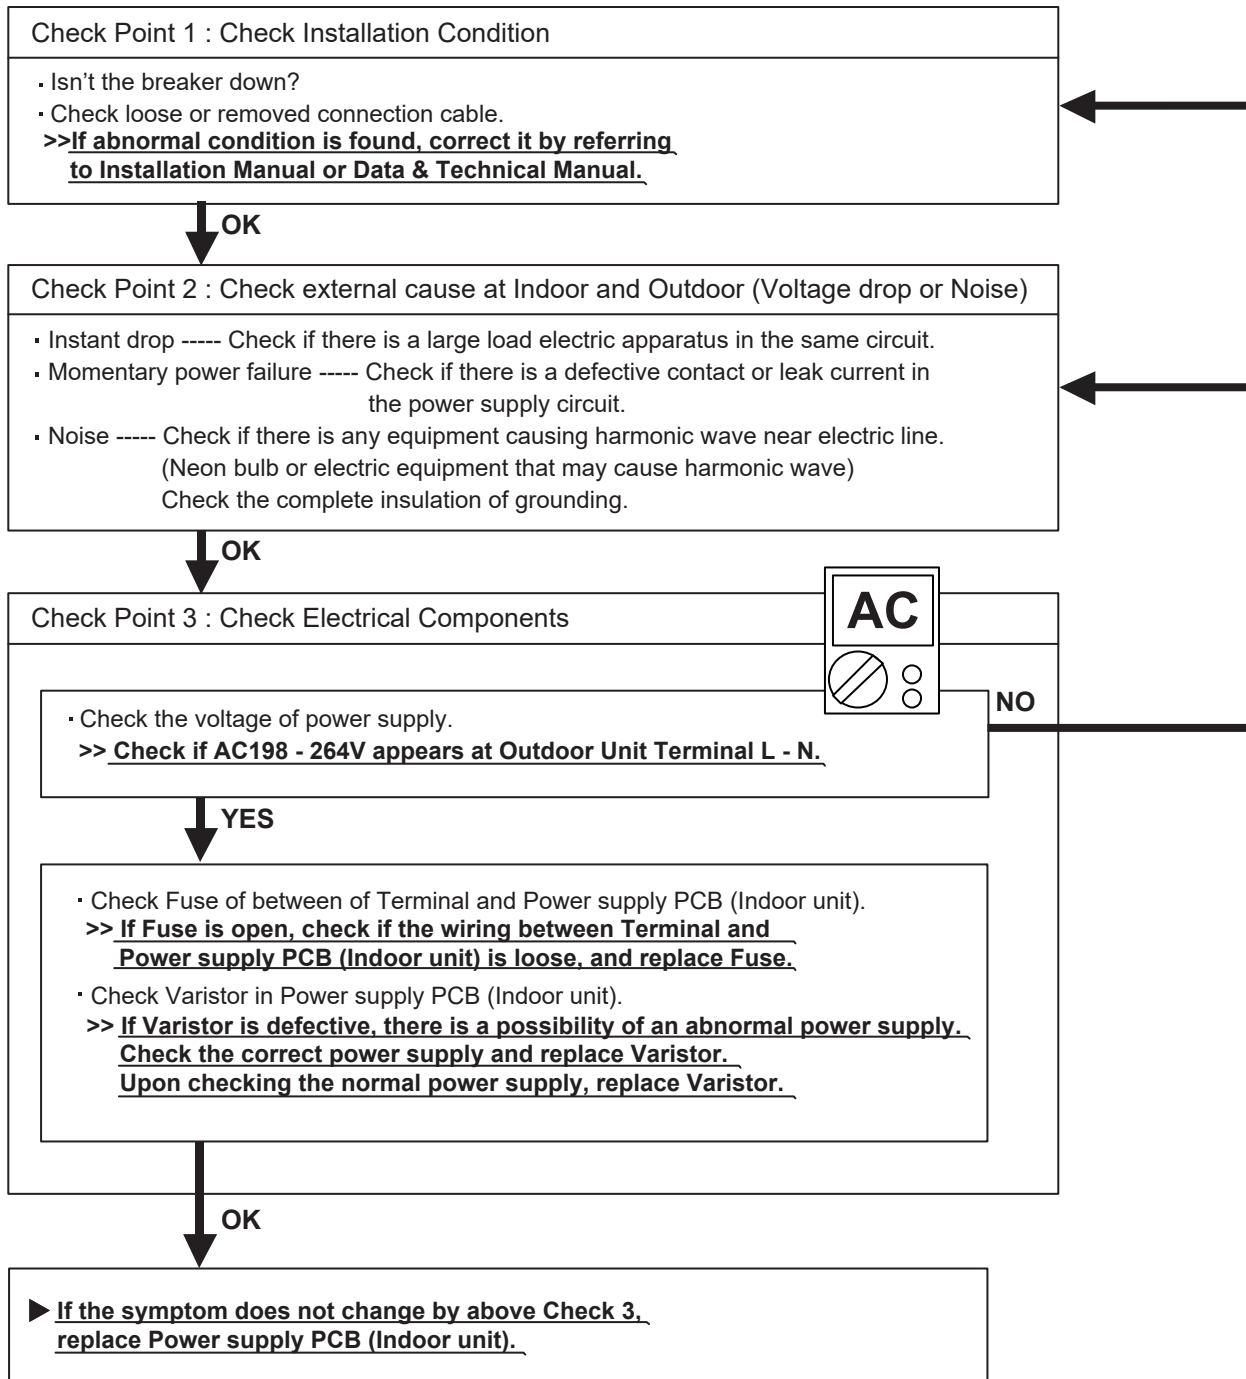 Check Point 1 : Check Installation Condition
· Isn’t the breaker down?
· Check loose or removed connection cable.
>>If abnormal condition is found, correct it by referring
to Installation Manual or Data & Technical Manual.
OK
Check Point 2 : Check external cause at Indoor and Outdoor (Voltage drop or Noise)
· Instant drop ----- Check if there is a large load electric apparatus in the same circuit.
· Momentary power failure ----- Check if there is a defective contact or leak current in
the power supply circuit.
· Noise ----- Check if there is any equipment causing harmonic wave near electric line.
(Neon bulb or electric equipment that may cause harmonic wave)
Check the complete insulation of grounding.
OK
Check Point 3 : Check Electrical Components
AC
· Check the voltage of power supply.
>> Check if AC198 - 264V appears at Outdoor Unit Terminal L - N.
NO
YES
· Check Fuse of between of Terminal and Power supply PCB (Indoor unit).
>> If Fuse is open, check if the wiring between Terminal and
Power supply PCB (Indoor unit) is loose, and replace Fuse.
· Check Varistor in Power supply PCB (Indoor unit).
>> If Varistor is defective, there is a possibility of an abnormal power supply.
Check the correct power supply and replace Varistor.
Upon checking the normal power supply, replace Varistor.
OK
▶ If the symptom does not change by above Check 3,
replace Power supply PCB (Indoor unit).